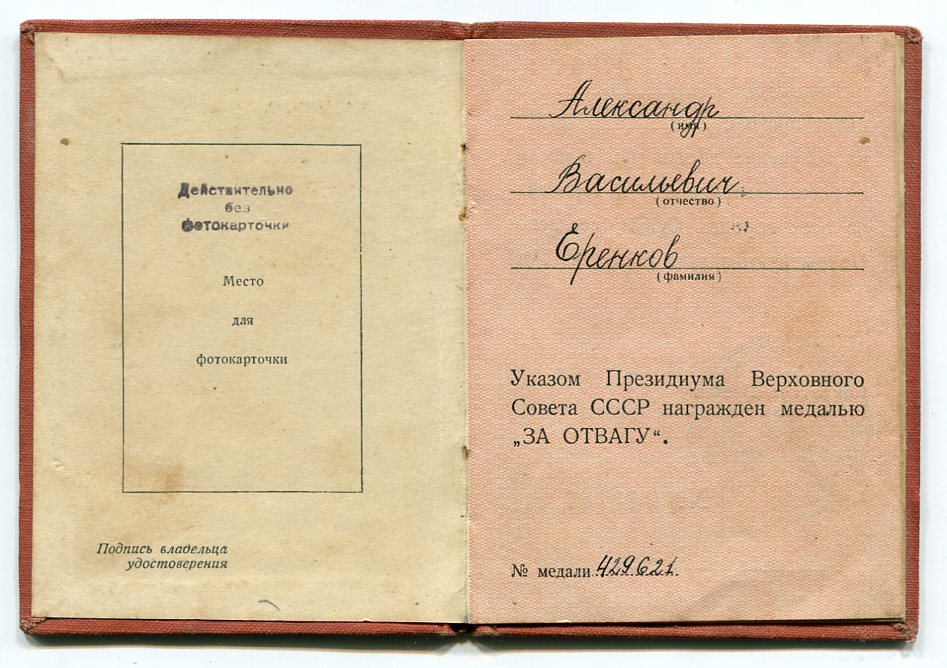 Действительно
без
фотокарточки
Место
для
фотокарточки
Подпись владельца
удостоверения
Александр
(имя)
Васильевич
(отчество)
Еренков
(фамилия)
Указом Президиума Верховного
Совета СССР награжден медалью
„ЗА ОТВАГУ“.
№ медали 429621